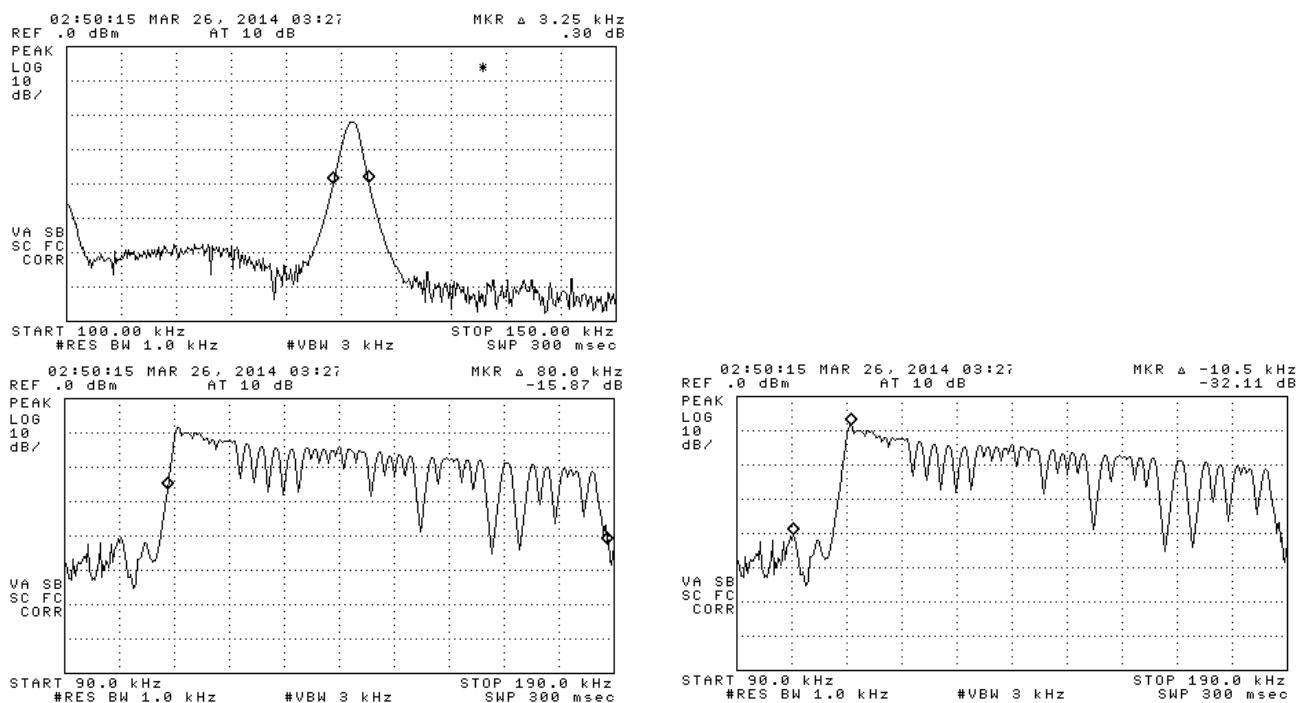 02:50:15 MAR 26, 2014 03:27 MKR Δ 3.25 kHz
REF .0 dBm AT 10 dB .30 dB
PEAK
LOG
10
dB/
*
VA SB
SC FC
CORR
START 100.00 kHz STOP 150.00 kHz
#RES BW 1.0 kHz #VBW 3 kHz SWP 300 msec
02:50:15 MAR 26, 2014 03:27 MKR Δ 80.0 kHz
REF .0 dBm AT 10 dB -15.87 dB
PEAK
LOG
10
dB/
VA SB
SC FC
CORR
START 90.0 kHz STOP 190.0 kHz
#RES BW 1.0 kHz #VBW 3 kHz SWP 300 msec
02:50:15 MAR 26, 2014 03:27 MKR Δ -10.5 kHz
REF .0 dBm AT 10 dB -32.11 dB
PEAK
LOG
10
dB/
VA SB
SC FC
CORR
START 90.0 kHz STOP 190.0 kHz
#RES BW 1.0 kHz #VBW 3 kHz SWP 300 msec